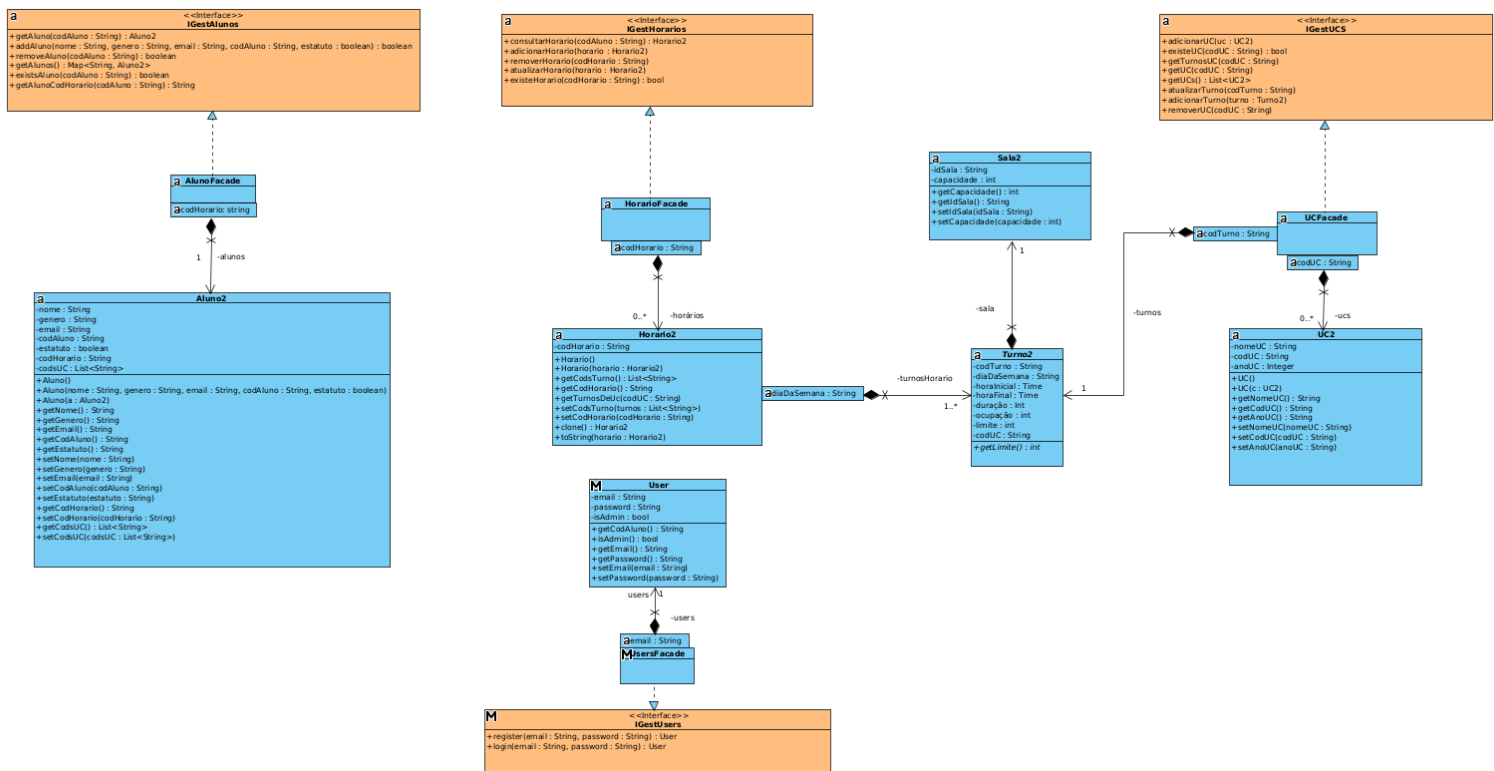 a
<<Interface>>
IGestAlunos
+getAluno(codAluno : String) : Aluno2
+addAluno(nome : String, genero : String, email : String, codAluno : String, estatuto : boolean) : boolean
+removeAluno(codAluno : String) : boolean
+getAlunos() : Map<String, Aluno2>
+existsAluno(codAluno : String) : boolean
+getAlunoCodHorario(codAluno : String) : String
a
<<Interface>>
IGestHorarios
+consultarHorario(codAluno : String) : Horario2
+adicionarHorario(horario : Horario2)
+removerHorario(codHorario : String)
+atualizarHorario(horario : Horario2)
+existeHorario(codHorario : String) : bool
a
<<Interface>>
IGestUCS
+adicionarUC(uc : UC2)
+existeUC(codUC : String) : bool
+getTurnosUC(codUC : String)
+getUC(codUC : String)
+getUCs() : List<UC2>
+atualizarTurno(codTurno : String)
+adicionarTurno(turno : Turno2)
+removerUC(codUC : String)
a AlunoFacade
a codHorario: string
1
-alunos
a HorarioFacade
a codHorario : String
0..*
-horários
a Sala2
-idSala : String
-capacidade : int
+getCapacidade() : int
+getIdSala() : String
+setIdSala(idSala : String)
+setCapacidade(capacidade : int)
1
-sala
a UCFacade
a codTurno : String
a codUC : String
-turnos
1
0..*
-ucs
a Aluno2
-nome : String
-genero : String
-email : String
-codAluno : String
-estatuto : boolean
-codHorario : String
-codsUC : List<String>
+Aluno()
+Aluno(nome : String, genero : String, email : String, codAluno : String, estatuto : boolean)
+Aluno(a : Aluno2)
+getNome() : String
+getGenero() : String
+getEmail() : String
+getCodAluno() : String
+getEstatuto() : String
+setNome(nome : String)
+setGenero(genero : String)
+setEmail(email : String)
+setCodAluno(codAluno : String)
+setEstatuto(estatuto : String)
+getCodHorario() : String
+setCodHorario(codHorario : String)
+getCodsUC() : List<String>
+setCodsUC(codsUC : List<String>)
a Horario2
-codHorario : String
+Horario()
+Horario(horario : Horario2)
+getCodsTurno() : List<String>
+getCodHorario() : String
+getTurnosDeUc(codUC : String)
+setCodsTurno(turnos : List<String>)
+setCodHorario(codHorario : String)
+clone() : Horario2
+toString(horario : Horario2)
a diaDaSemana : String
-turnosHorario
1..*
a Turno2
-codTurno : String
-diaDaSemana : String
-horaInicial : Time
-horaFinal : Time
-duração : Int
-ocupação : int
-limite : int
-codUC : String
+getLimite() : int
a UC2
-nomeUC : String
-codUC : String
-anoUC : Integer
+UC()
+UC(c : UC2)
+getNomeUC() : String
+getCodUC() : String
+getAnoUC() : String
+setNomeUC(nomeUC : String)
+setCodUC(codUC : String)
+setAnoUC(anoUC : String)
M User
-email : String
-password : String
-isAdmin : bool
+getCodAluno() : String
+isAdmin() : bool
+getEmail() : String
+getPassword() : String
+setEmail(email : String)
+setPassword(password : String)
users 1
-users
a email : String
M UsersFacade
M
<<Interface>>
IGestUsers
+register(email : String, password : String) : User
+login(email : String, password : String) : User